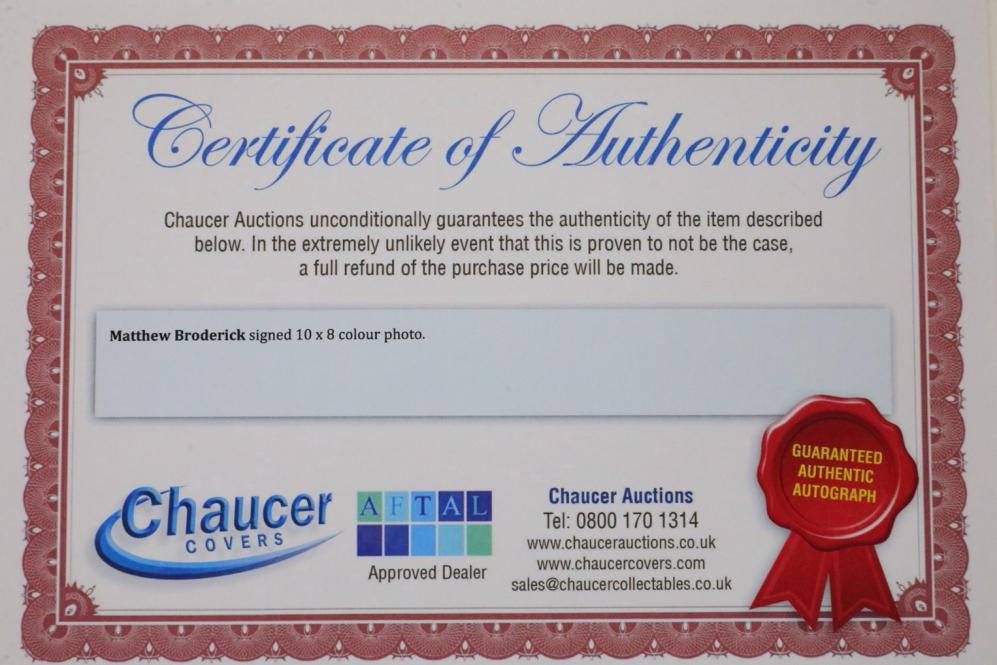 Certificate of Authenticity
Chaucer Auctions unconditionally guarantees the authenticity of the item described
below. In the extremely unlikely event that this is proven to not be the case,
a full refund of the purchase price will be made.
Matthew Broderick signed 10 x 8 colour photo.
GUARANTEED
AUTHENTIC
AUTOGRAPH
Chaucer
COVERS
AFTAL
Approved Dealer
Chaucer Auctions
Tel: 0800 170 1314
www.chaucerauctions.co.uk
www.chaucercovers.com
sales@chaucercollectables.co.uk